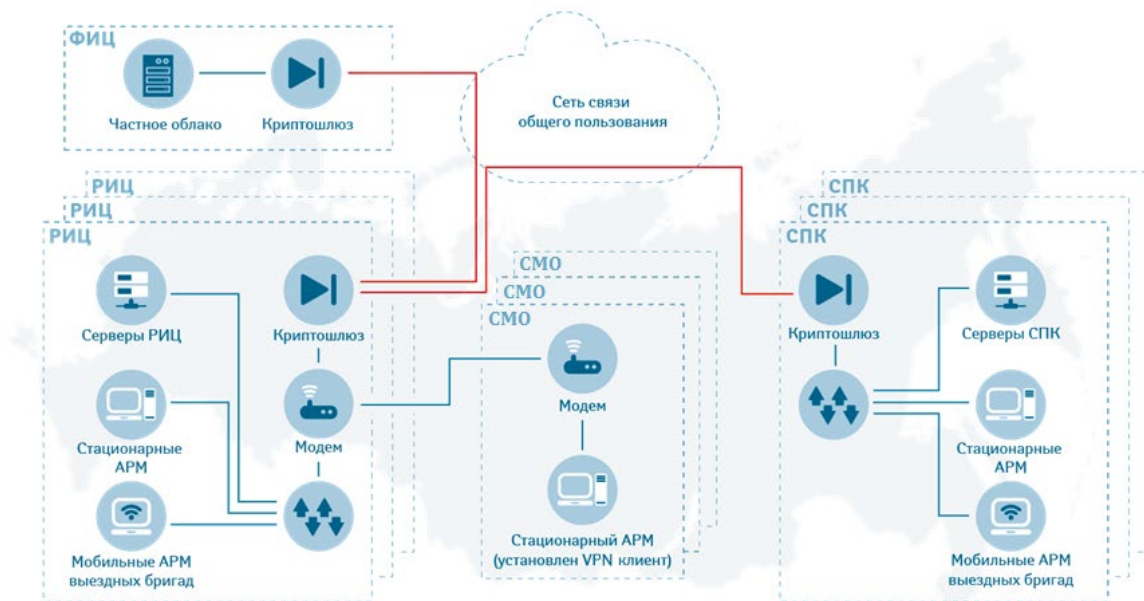 ФИЦ
Частное облако
Криптошлюз
Сеть связи
общего пользования
РИЦ
РИЦ
РИЦ
Серверы РИЦ
Криптошлюз
Стационарные
АРМ
Модем
Мобильные АРМ
выездных бригад
СМО
СМО
СМО
Модем
Стационарный АРМ
(установлен VPN клиент)
СПК
СПК
СПК
Криптошлюз
Серверы СПК
Стационарные
АРМ
Мобильные АРМ
выездных бригад